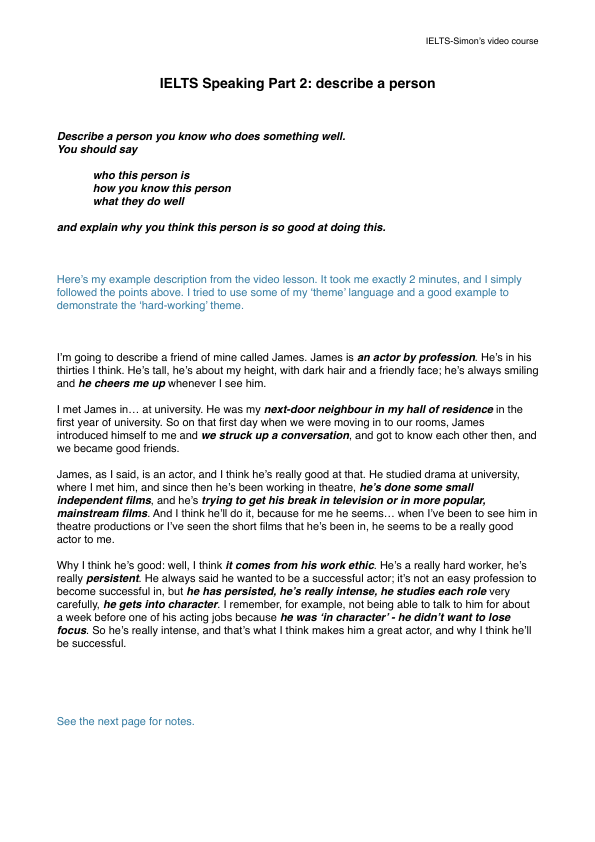 IELTS-Simon's video course
IELTS Speaking Part 2: describe a person
Describe a person you know who does something well.
You should say
who this person is
how you know this person
what they do well
and explain why you think this person is so good at doing this.
Here's my example description from the video lesson. It took me exactly 2 minutes, and I simply
followed the points above. I tried to use some of my 'theme' language and a good example to
demonstrate the 'hard-working' theme.
I'm going to describe a friend of mine called James. James is an actor by profession. He's in his
thirties I think. He's tall, he's about my height, with dark hair and a friendly face; he's always smiling
and he cheers me up whenever I see him.
I met James in… at university. He was my next-door neighbour in my hall of residence in the
first year of university. So on that first day when we were moving in to our rooms, James
introduced himself to me and we struck up a conversation, and got to know each other then, and
we became good friends.
James, as I said, is an actor, and I think he's really good at that. He studied drama at university,
where I met him, and since then he's been working in theatre, he's done some small
independent films, and he's trying to get his break in television or in more popular,
mainstream films. And I think he'll do it, because for me he seems… when I've been to see him in
theatre productions or I've seen the short films that he's been in, he seems to be a really good
actor to me.
Why I think he's good: well, I think it comes from his work ethic. He's a really hard worker, he's
really persistent. He always said he wanted to be a successful actor; it's not an easy profession to
become successful in, but he has persisted, he's really intense, he studies each role very
carefully, he gets into character. I remember, for example, not being able to talk to him for about
a week before one of his acting jobs because he was 'in character' - he didn't want to lose
focus. So he's really intense, and that's what I think makes him a great actor, and why I think he'll
be successful.
See the next page for notes.